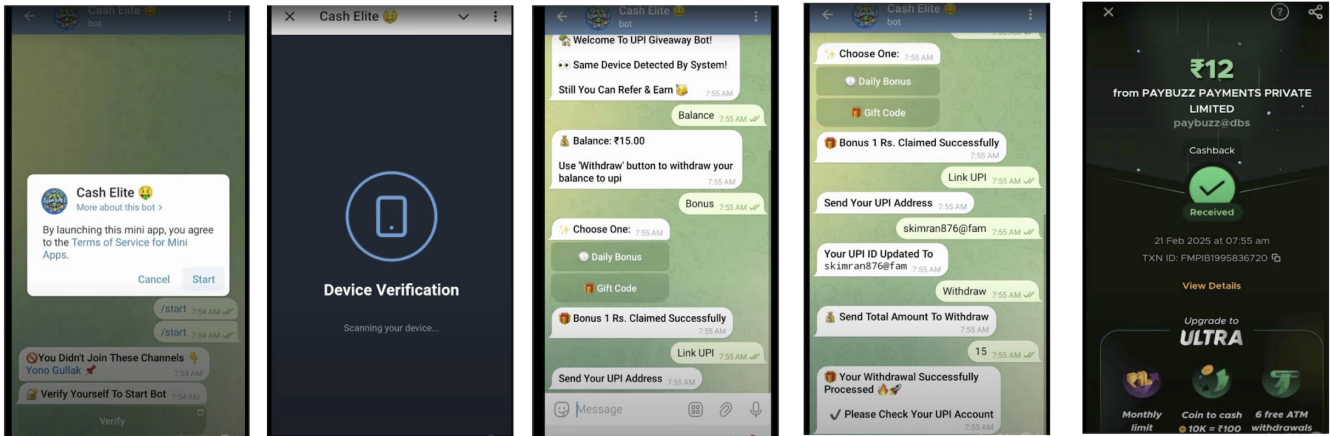 Cash Elite 🤑
bot
Cash Elite 🤑
More about this bot >
By launching this mini app, you agree
to the Terms of Service for Mini
Apps.
Cancel Start
/start 7:54 AM
/start 7:54 AM
🚫You Didn't Join These Channels 👇
Yono Gullak 📌 7:54 AM
🔐 Verify Yourself To Start Bot 7:54 AM
Verify
Cash Elite 🤑
Device Verification
Scanning your device...
Cash Elite 🤑
bot
🏡 Welcome To UPI Giveaway Bot!
👀 Same Device Detected By System!
Still You Can Refer & Earn 🥳 7:55 AM
Balance 7:55 AM
💰 Balance: ₹15.00
Use 'Withdraw' button to withdraw your
balance to upi 7:55 AM
Bonus 7:55 AM
✨ Choose One: 7:55 AM
Daily Bonus
🎁 Gift Code
🎁 Bonus 1 Rs. Claimed Successfully
7:55 AM
Link UPI 7:55 AM
Send Your UPI Address 7:55 AM
Message
Cash Elite 🤑
bot
✨ Choose One: 7:55 AM
Daily Bonus
🎁 Gift Code
🎁 Bonus 1 Rs. Claimed Successfully
7:55 AM
Link UPI 7:55 AM
Send Your UPI Address 7:55 AM
skimran876@fam 7:55 AM
Your UPI ID Updated To
skimran876@fam 7:55 AM
Withdraw 7:55 AM
💰 Send Total Amount To Withdraw
7:55 AM
15 7:55 AM
🎁 Your Withdrawal Successfully
Processed 🔥🚀
✓ Please Check Your UPI Account
7:55 AM
₹12
from PAYBUZZ PAYMENTS PRIVATE
LIMITED
paybuzz@dbs
Cashback
Received
21 Feb 2025 at 07:55 am
TXN ID: FMPIB1995836720
View Details
Upgrade to
ULTRA
Monthly
limit
Coin to cash
10K = ₹100
6 free ATM
withdrawals